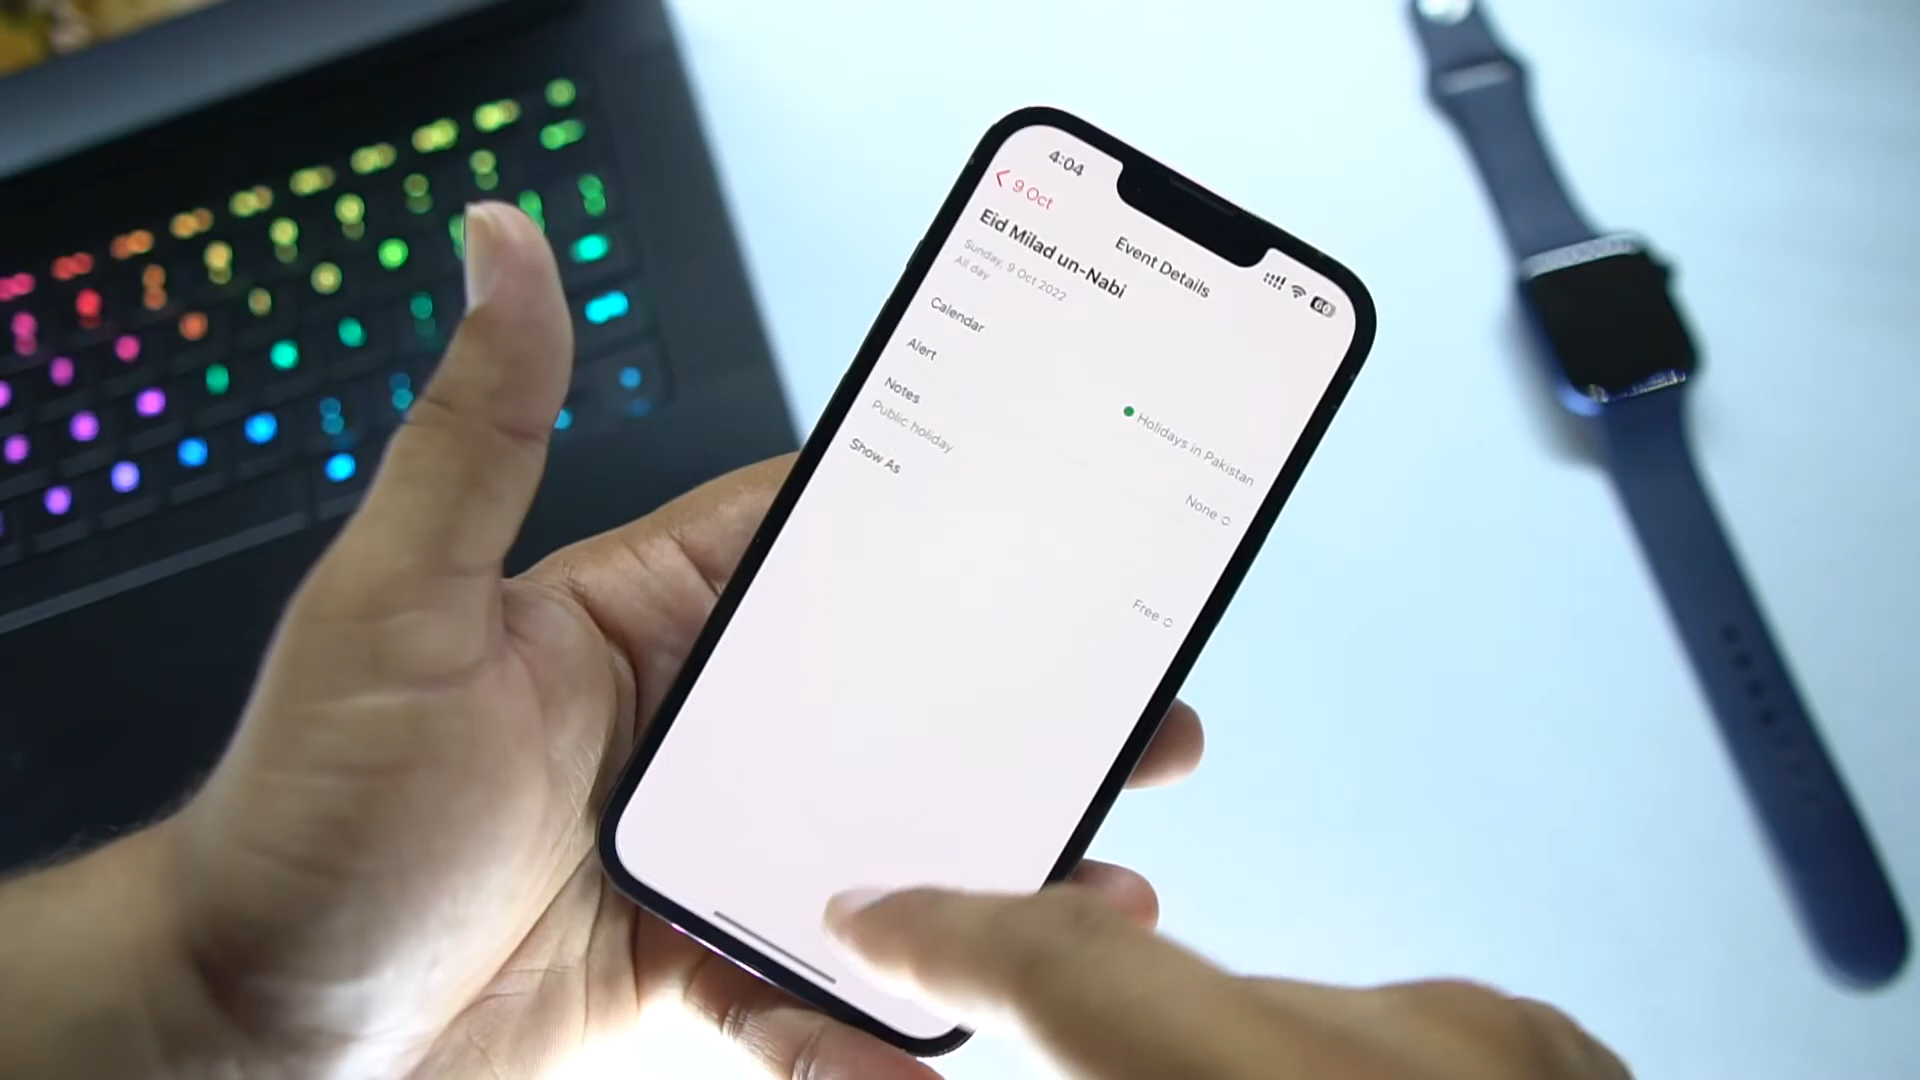 4:04
60
9 Oct
Event Details
Eid Milad un-Nabi
Sunday, 9 Oct 2022
All day
Calendar
Holidays in Pakistan
Alert
None
Notes
Public holiday
Show As
Free